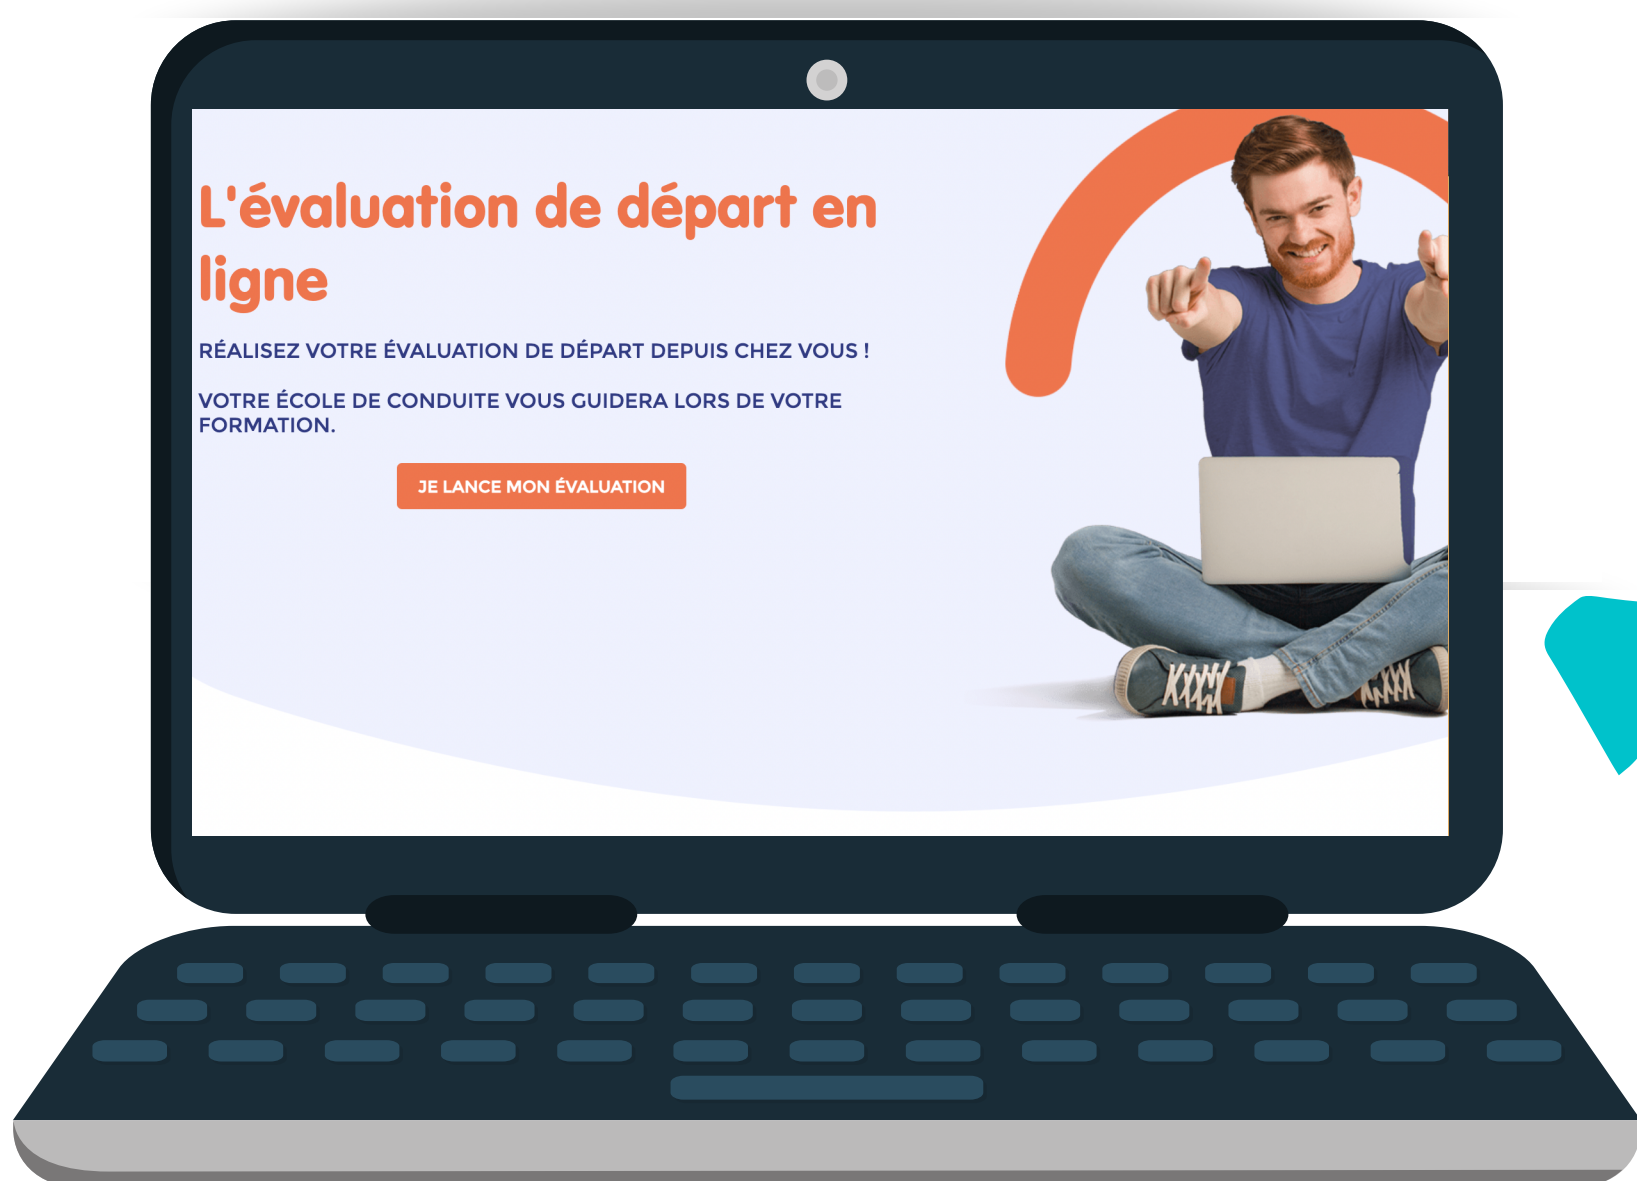 L'évaluation de départ en
ligne
RÉALISEZ VOTRE ÉVALUATION DE DÉPART DEPUIS CHEZ VOUS !
VOTRE ÉCOLE DE CONDUITE VOUS GUIDERA LORS DE VOTRE
FORMATION.
JE LANCE MON ÉVALUATION